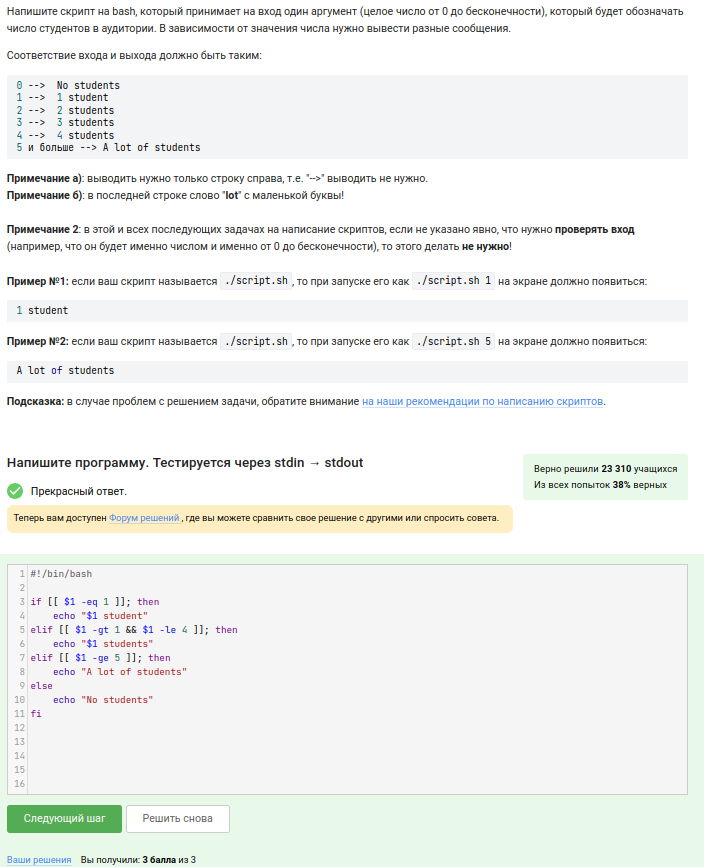 Напишите скрипт на bash, который принимает на вход один аргумент (целое число от 0 до бесконечности), который будет обозначать
число студентов в аудитории. В зависимости от значения числа нужно вывести разные сообщения.
Соответствие входа и выхода должно быть таким:
0 -->  No students
1 -->  1 student
2 -->  2 students
3 -->  3 students
4 -->  4 students
5 и больше --> A lot of students
Примечание а): выводить нужно только строку справа, т.е. "-->" выводить не нужно.
Примечание б): в последней строке слово "lot" с маленькой буквы!
Примечание 2: в этой и всех последующих задачах на написание скриптов, если не указано явно, что нужно проверять вход
(например, что он будет именно числом и именно от 0 до бесконечности), то этого делать не нужно!
Пример №1: если ваш скрипт называется ./script.sh , то при запуске его как ./script.sh 1 на экране должно появиться:
1 student
Пример №2: если ваш скрипт называется ./script.sh , то при запуске его как ./script.sh 5 на экране должно появиться:
A lot of students
Подсказка: в случае проблем с решением задачи, обратите внимание на наши рекомендации по написанию скриптов.
Напишите программу. Тестируется через stdin → stdout
Верно решили 23 310 учащихся
Из всех попыток 38% верных
Прекрасный ответ.
Теперь вам доступен Форум решений , где вы можете сравнить свое решение с другими или спросить совета.
1 #!/bin/bash
2
3 if [[ $1 -eq 1 ]]; then
4     echo "$1 student"
5 elif [[ $1 -gt 1 && $1 -le 4 ]]; then
6     echo "$1 students"
7 elif [[ $1 -ge 5 ]]; then
8     echo "A lot of students"
9 else
10     echo "No students"
11 fi
12
13
14
15
16
Следующий шаг
Решить снова
Ваши решения Вы получили: 3 балла из 3